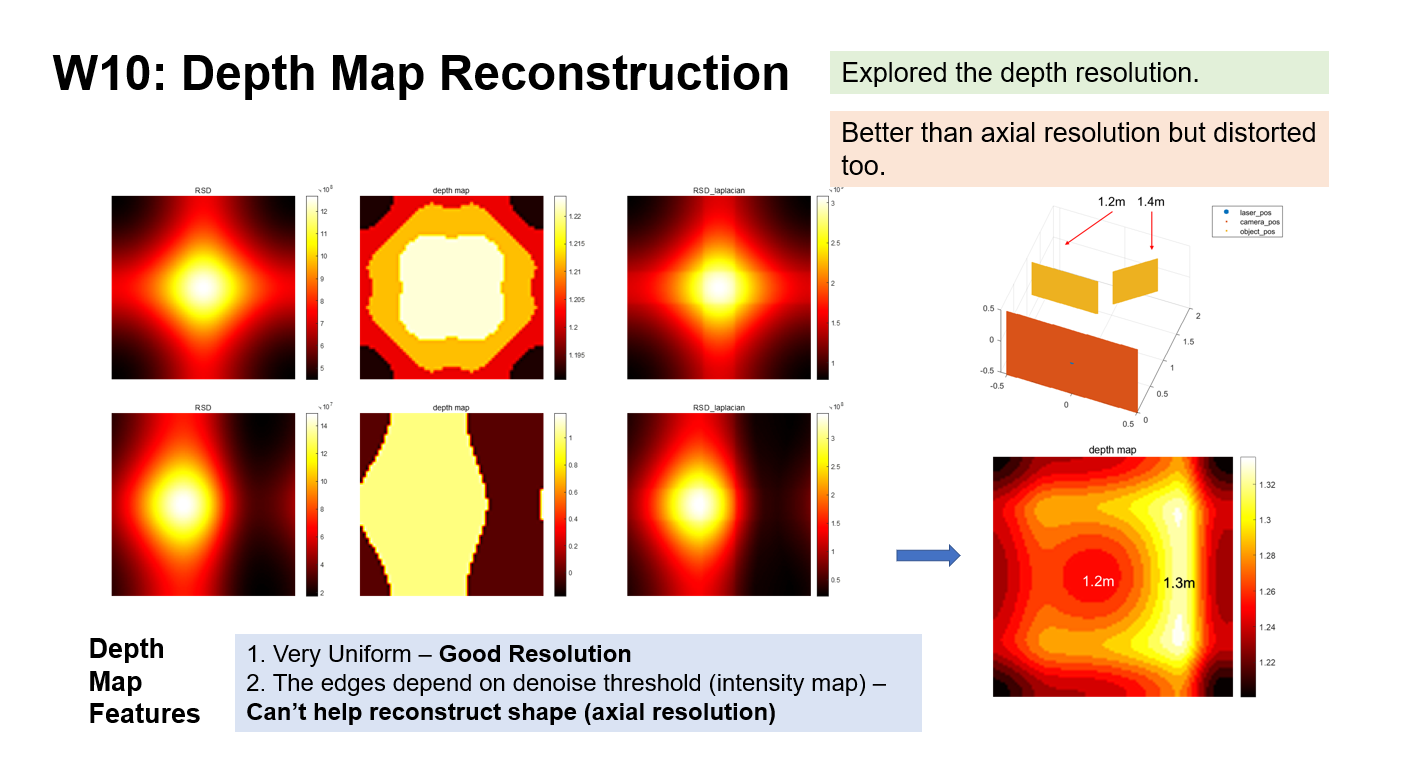 W10: Depth Map Reconstruction
Explored the depth resolution.
Better than axial resolution but distorted
too.
RSD
12
11
10
9
8
7
6
5
depth map
1.22
1.215
1.21
1.205
1.2
1.195
RSD_laplacian
3
2.5
2
1.5
1
1.2m 1.4m
laser_pos
camera_pos
object_pos
0.5
0
-0.5
-0.5
0
0.5
0
0.5
1
1.5
2
RSD
14
12
10
8
6
4
2
depth map
1
0.8
0.6
0.4
0.2
0
RSD_laplacian
3
2.5
2
1.5
1
0.5
depth map
1.2m
1.3m
1.32
1.3
1.28
1.26
1.24
1.22
Depth
Map
Features
1. Very Uniform – Good Resolution
2. The edges depend on denoise threshold (intensity map) –
Can’t help reconstruct shape (axial resolution)